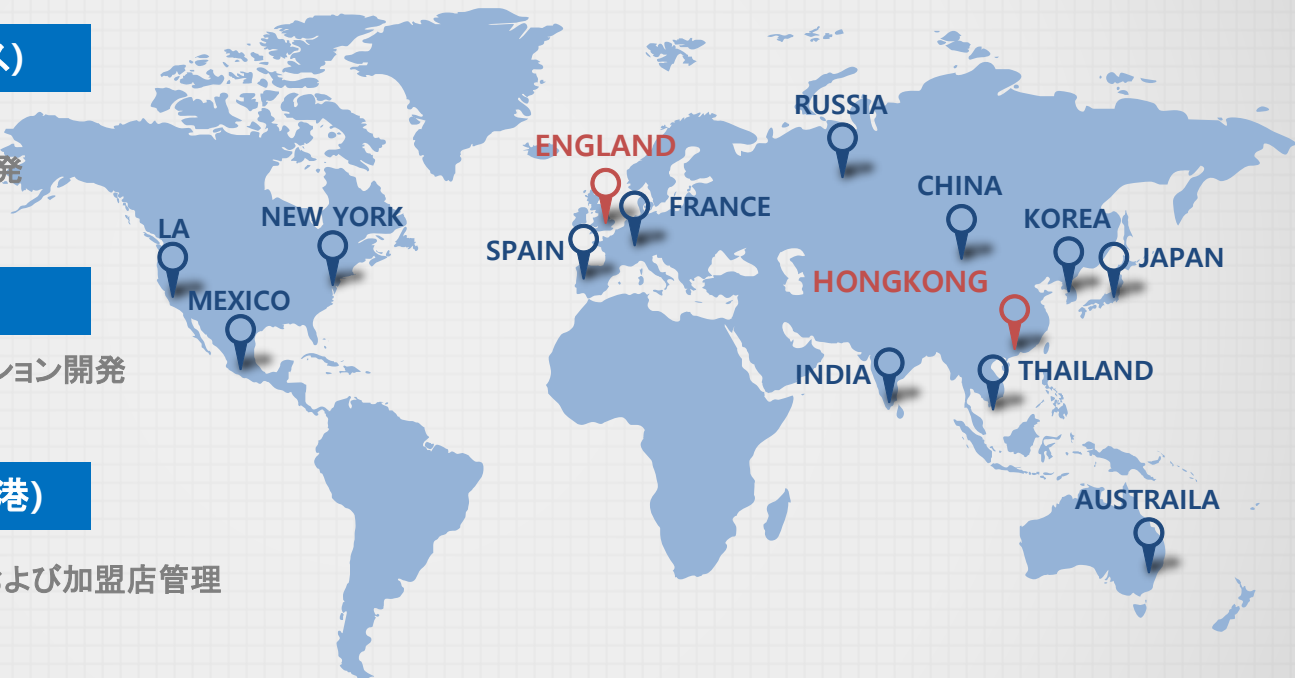 ス)
発
ション開発
港)
および加盟店管理
RUSSIA
ENGLAND
CHINA
FRANCE
KOREA
NEW YORK
LA
SPAIN
JAPAN
HONGKONG
MEXICO
INDIA
THAILAND
AUSTRAILA